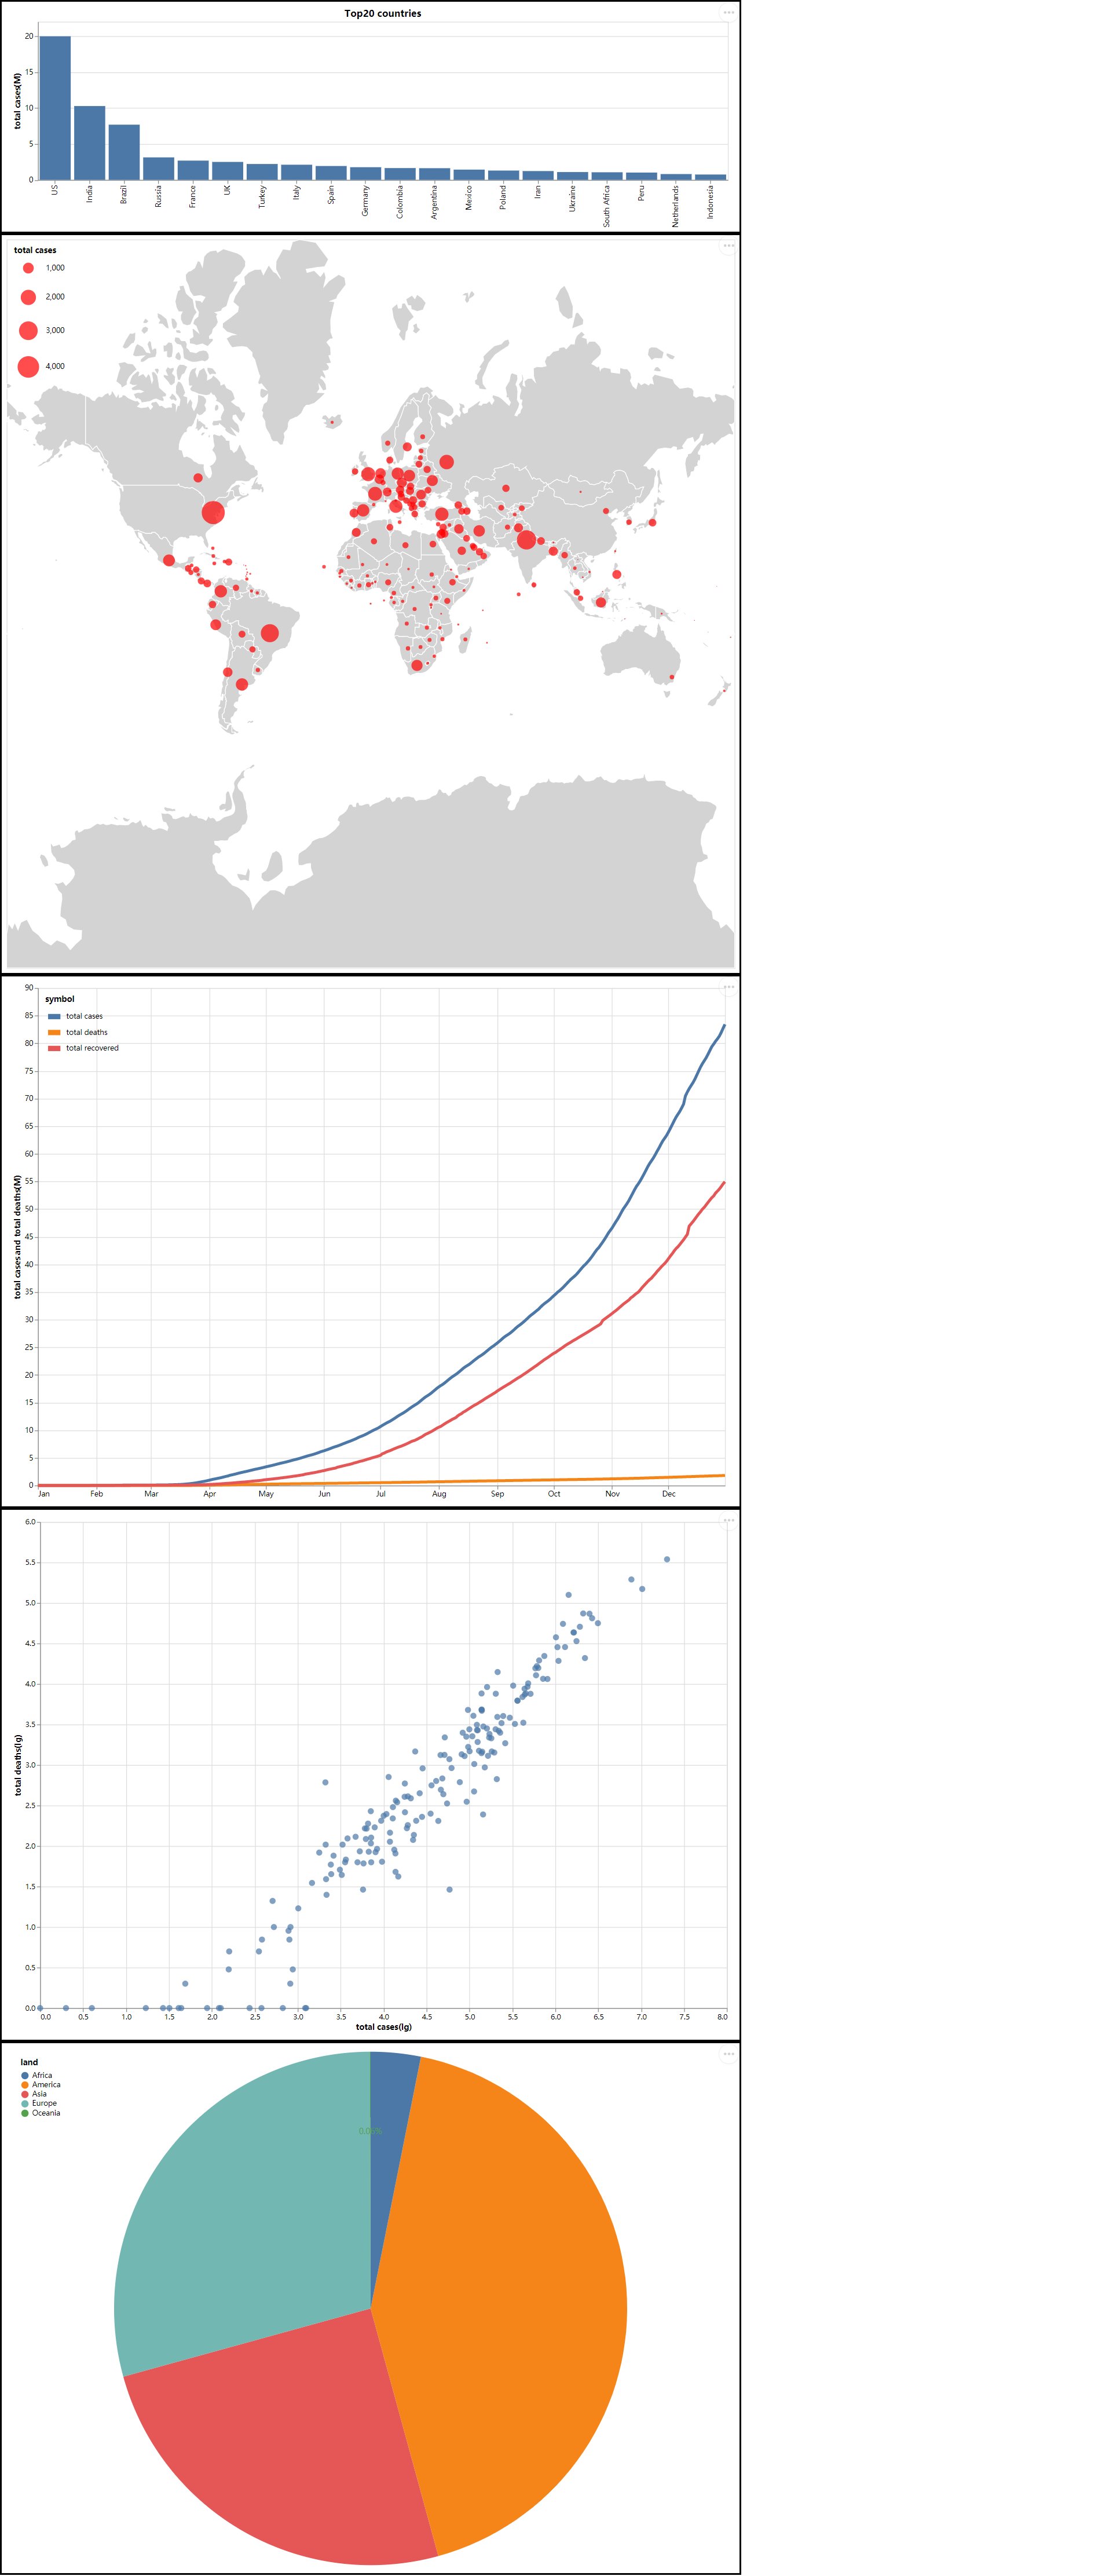 Top20 countries
total cases(M)
20
15
10
5
0
US
India
Brazil
Russia
France
UK
Turkey
Italy
Spain
Germany
Colombia
Argentina
Mexico
Poland
Iran
Ukraine
South Africa
Peru
Netherlands
Indonesia
total cases
1,000
2,000
3,000
4,000
symbol
total cases
total deaths
total recovered
total cases and total deaths(M)
90
85
80
75
70
65
60
55
50
45
40
35
30
25
20
15
10
5
0
Jan Feb Mar Apr May Jun Jul Aug Sep Oct Nov Dec
total deaths(lg)
6.0
5.5
5.0
4.5
4.0
3.5
3.0
2.5
2.0
1.5
1.0
0.5
0.0
0.0 0.5 1.0 1.5 2.0 2.5 3.0 3.5 4.0 4.5 5.0 5.5 6.0 6.5 7.0 7.5 8.0
total cases(lg)
land
Africa
America
Asia
Europe
Oceania